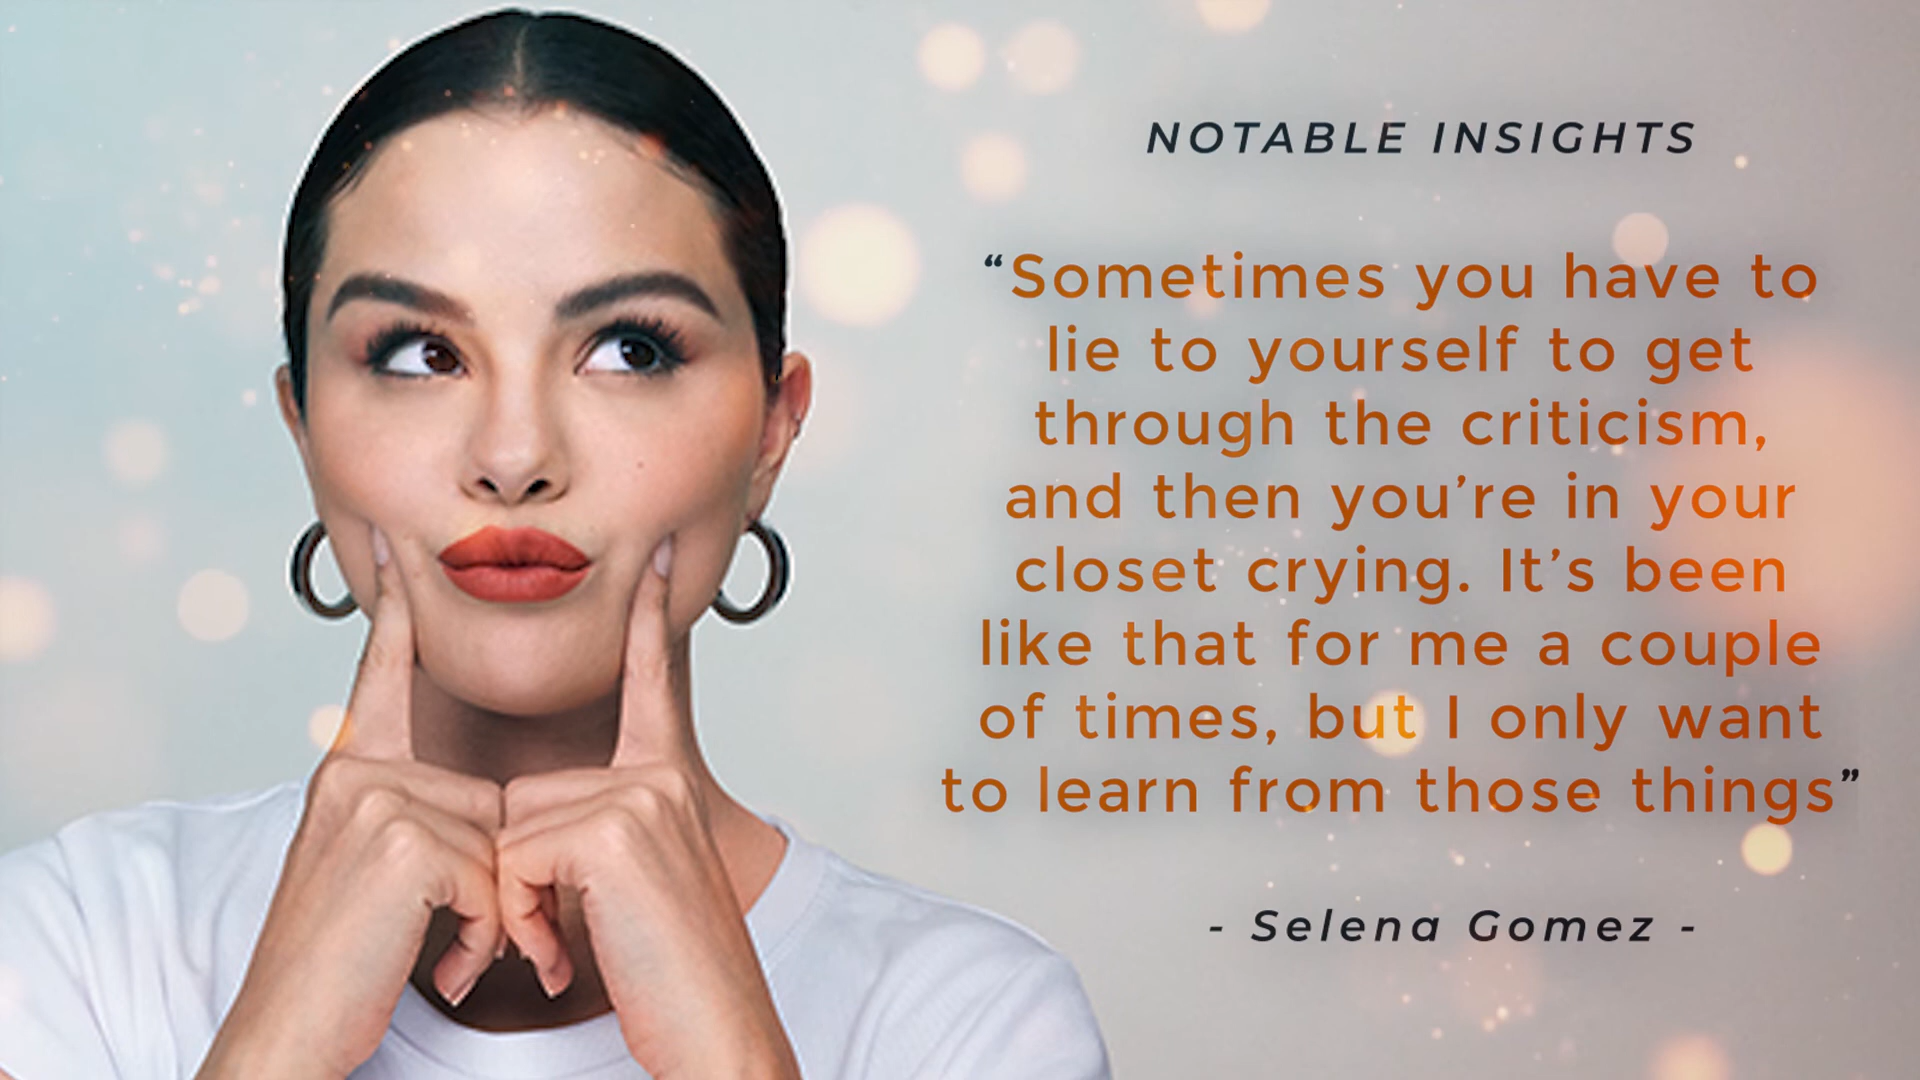 NOTABLE INSIGHTS
“Sometimes you have to
lie to yourself to get
through the criticism,
and then you’re in your
closet crying. It’s been
like that for me a couple
of times, but I only want
to learn from those things”
- Selena Gomez -